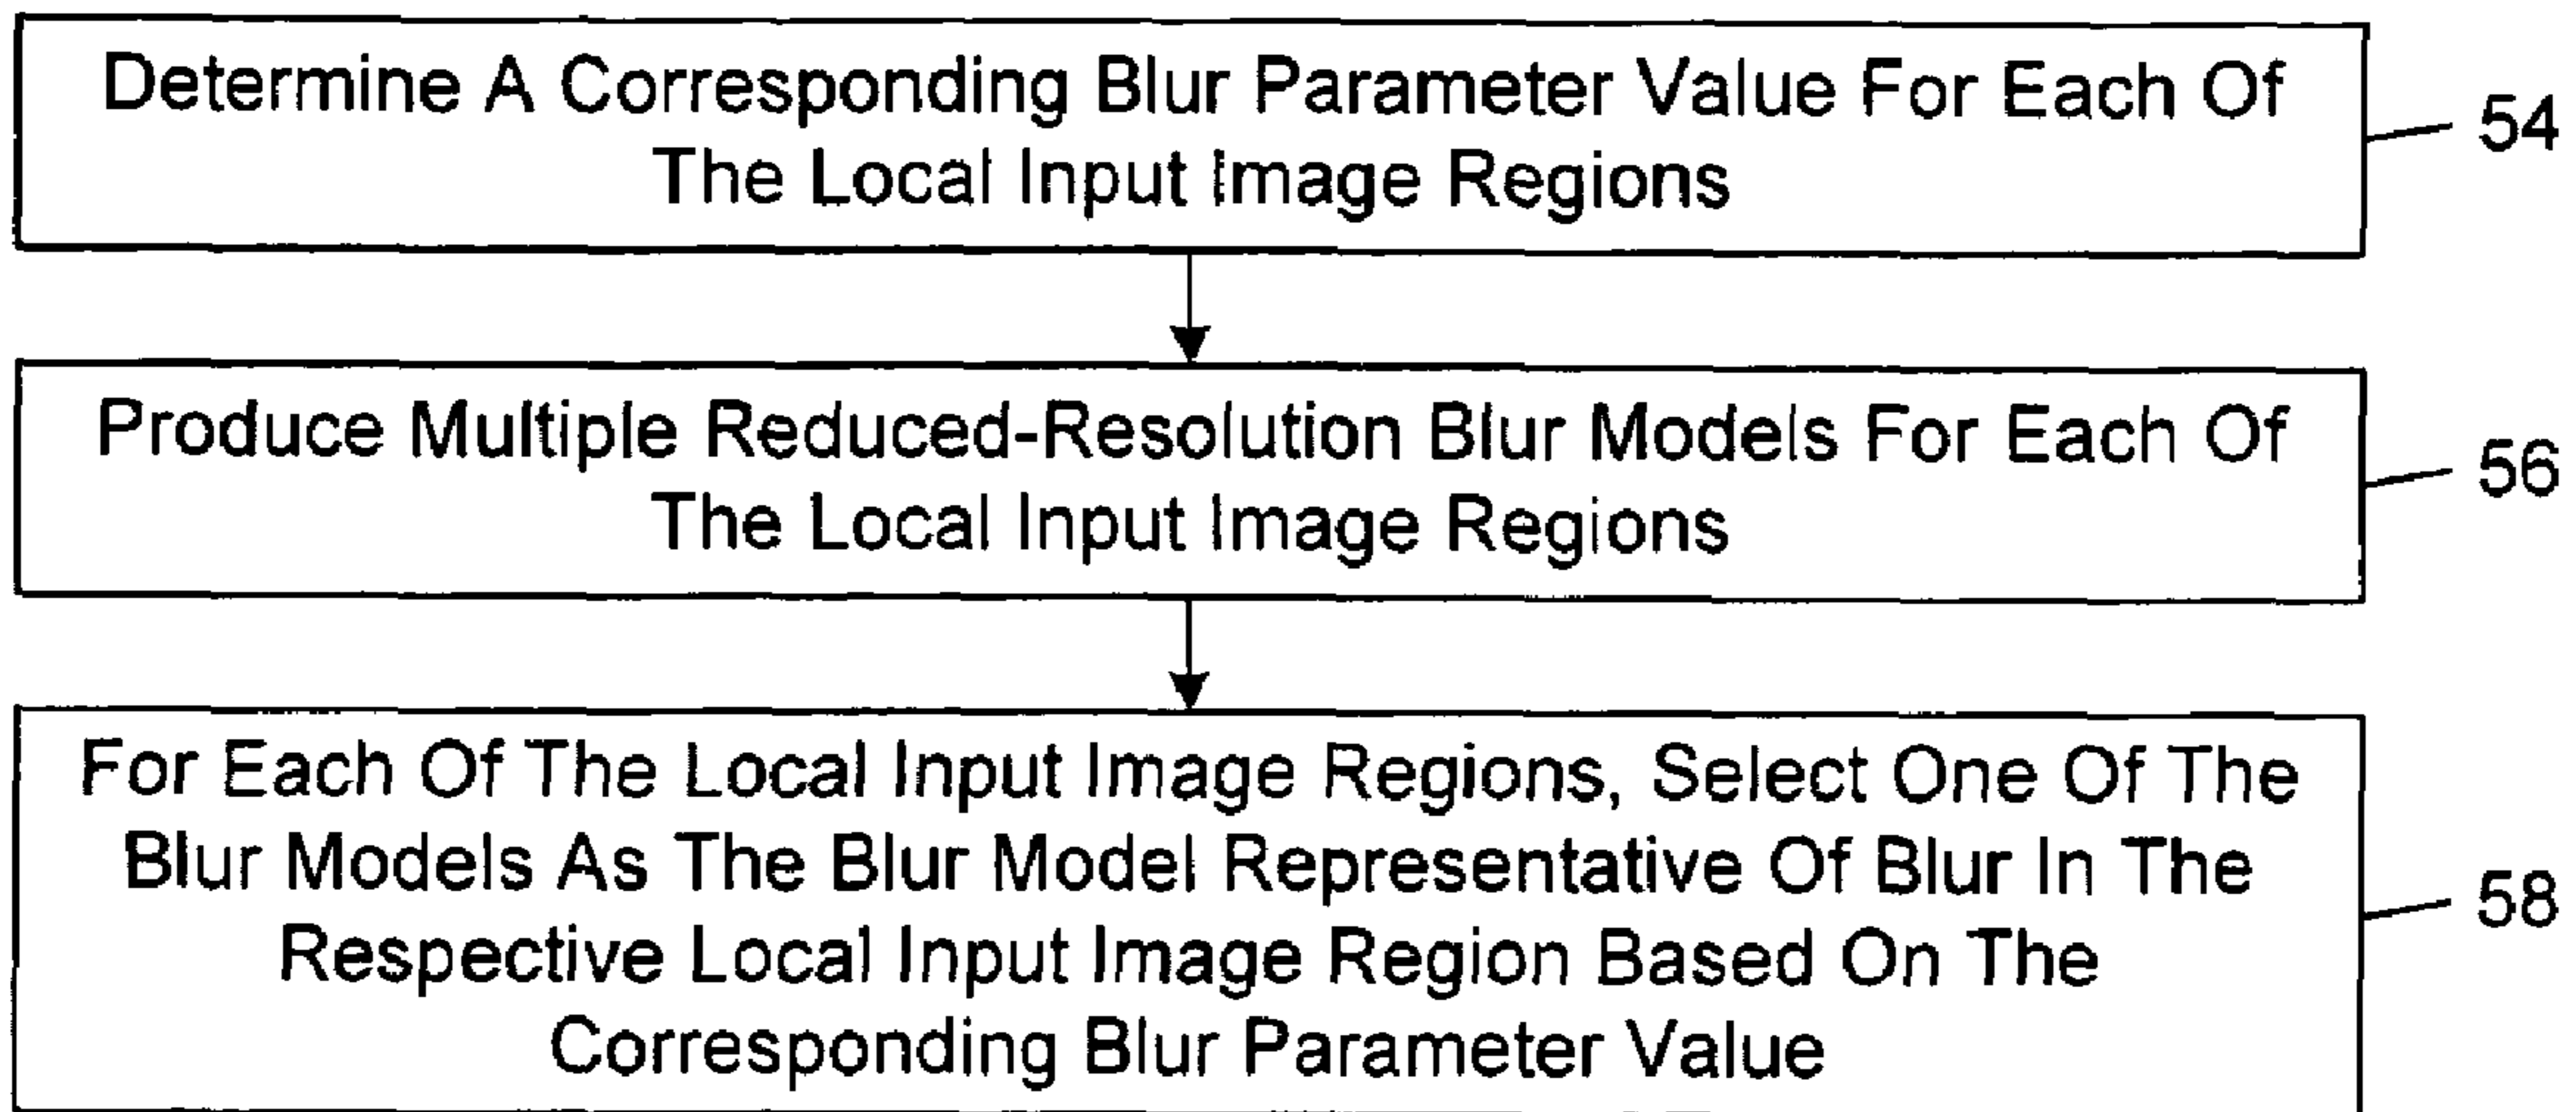 Determine A Corresponding Blur Parameter Value For Each Of
The Local Input Image Regions
54
Produce Multiple Reduced-Resolution Blur Models For Each Of
The Local Input Image Regions
56
For Each Of The Local Input Image Regions, Select One Of The
Blur Models As The Blur Model Representative Of Blur In The
Respective Local Input Image Region Based On The
Corresponding Blur Parameter Value
58